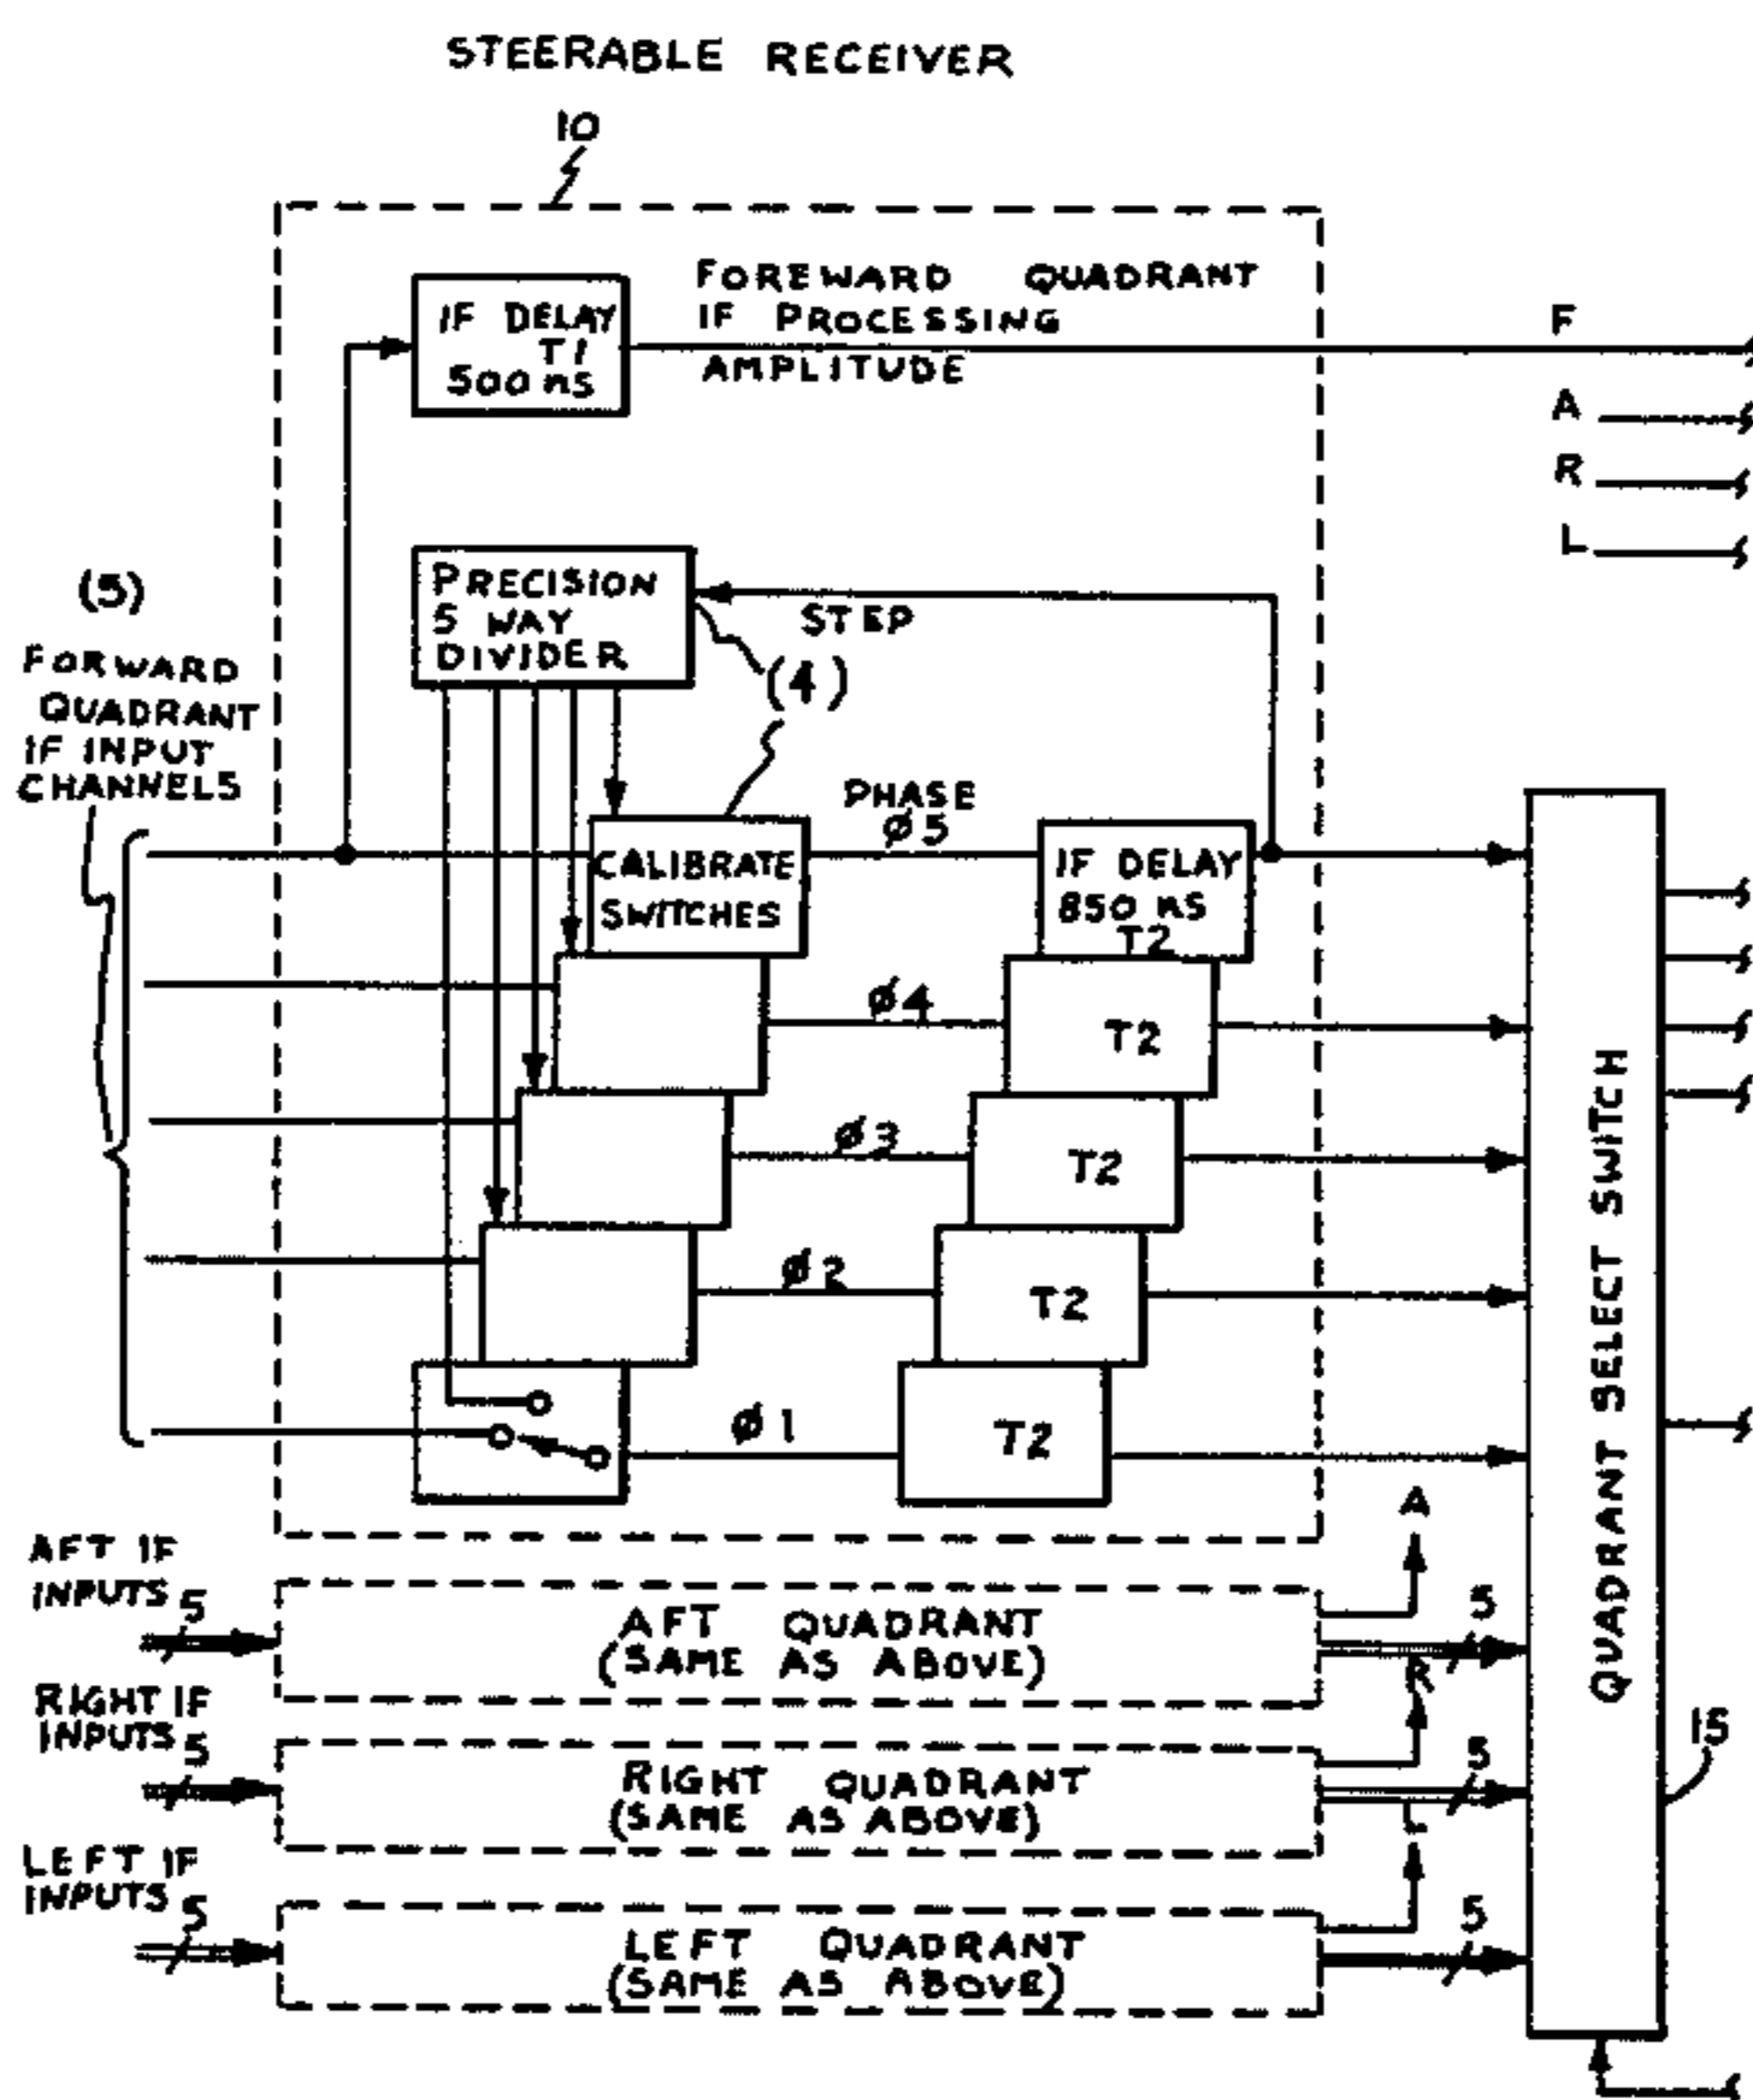 STEERABLE RECEIVER
10
IF DELAY
T1
500 nS
FOREWARD QUADRANT
IF PROCESSING
AMPLITUDE
F
A
R
L
(5)
FORWARD
QUADRANT
IF INPUT
CHANNELS
PRECISION
5 WAY
DIVIDER
STEP
(4)
CALIBRATE
SWITCHES
PHASE
Ø5
IF DELAY
850 nS
T2
Ø4
T2
Ø3
T2
Ø2
T2
Ø1
T2
QUADRANT SELECT SWITCH
15
AFT IF
INPUTS
5
AFT QUADRANT
(SAME AS ABOVE)
A
5
RIGHT IF
INPUTS
5
RIGHT QUADRANT
(SAME AS ABOVE)
R
5
LEFT IF
INPUTS
5
LEFT QUADRANT
(SAME AS ABOVE)
L
5